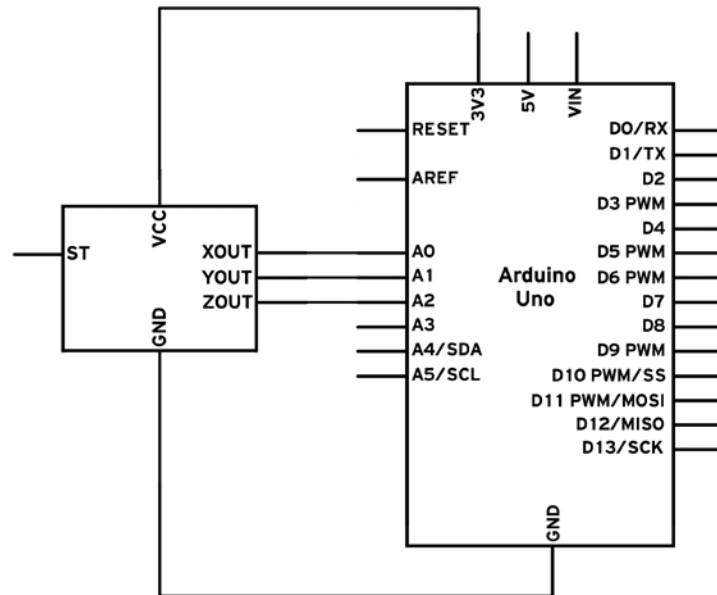 3V3
5V
VIN
RESET
AREF
A0
A1
A2
A3
A4/SDA
A5/SCL
Arduino
Uno
D0/RX
D1/TX
D2
D3 PWM
D4
D5 PWM
D6 PWM
D7
D8
D9 PWM
D10 PWM/SS
D11 PWM/MOSI
D12/MISO
D13/SCK
GND
VCC
ST
XOUT
YOUT
ZOUT
GND